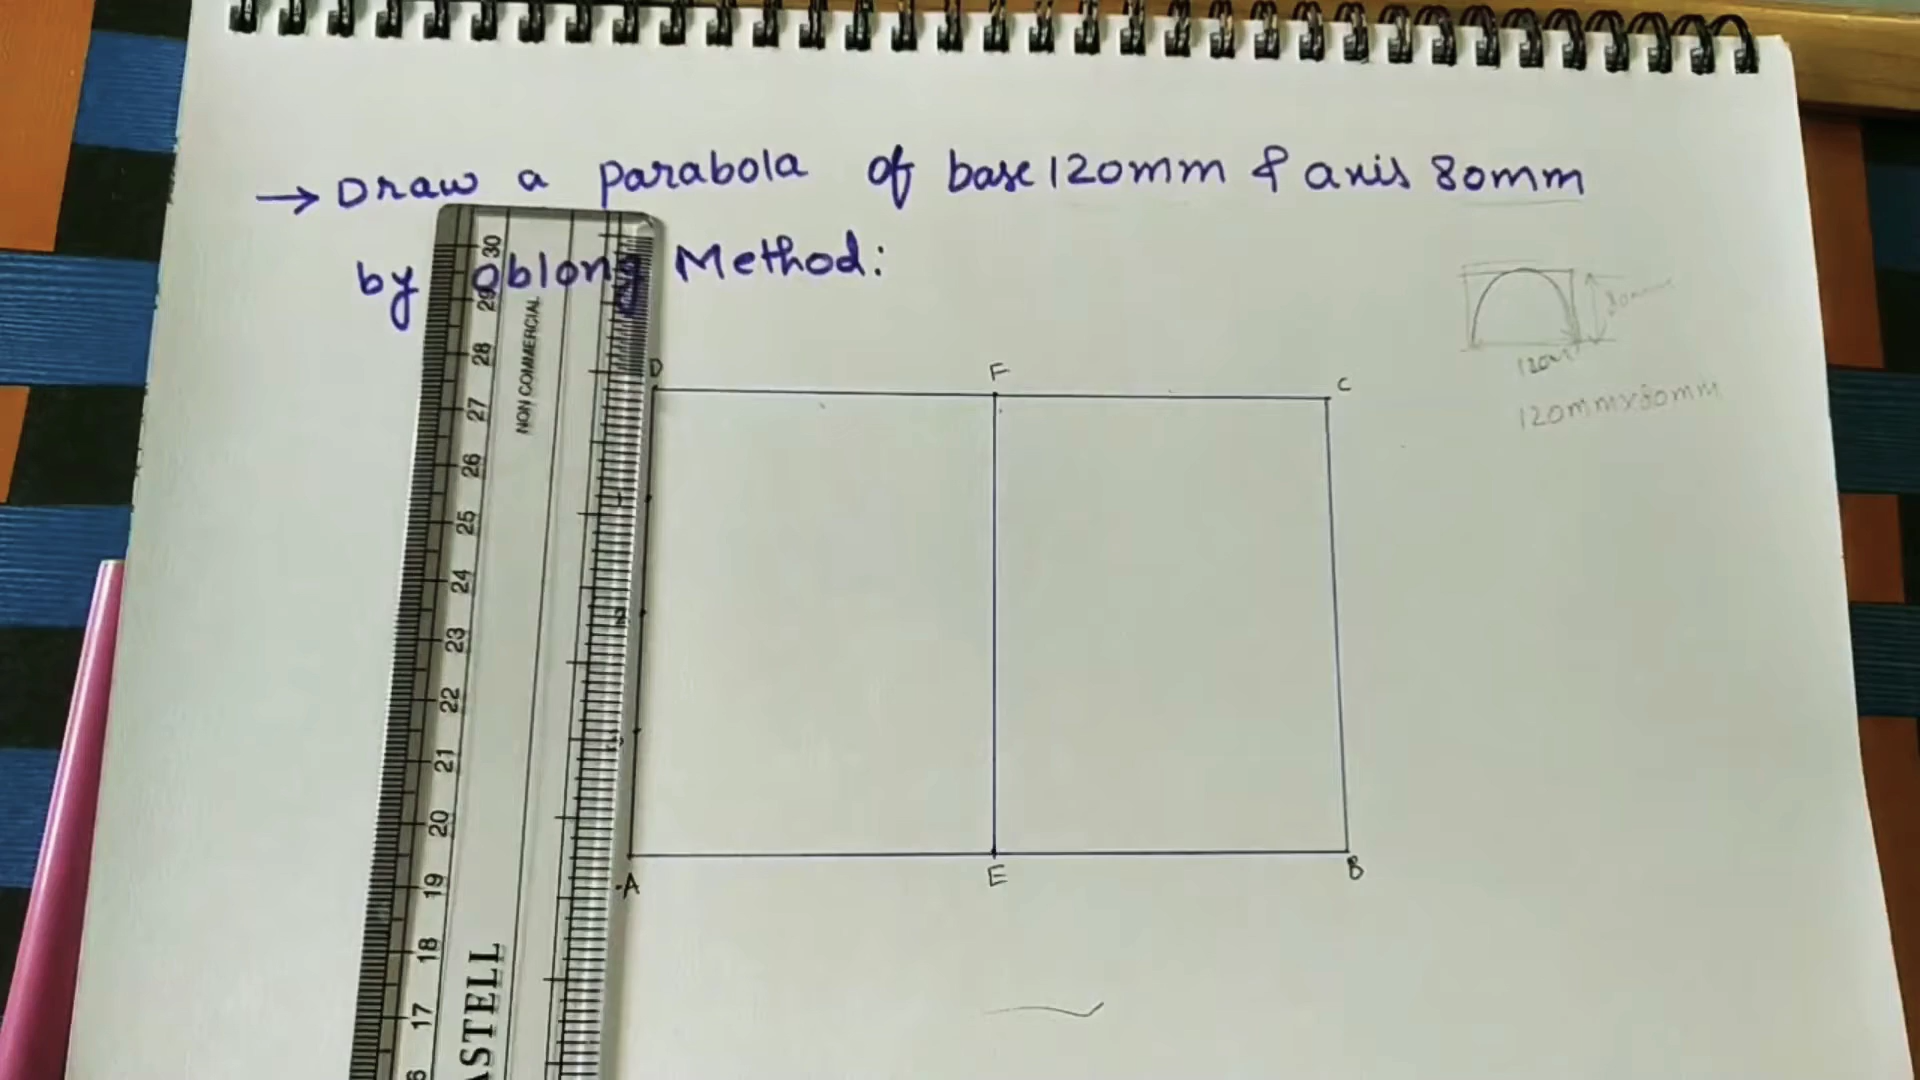 → Draw a parabola of base 120mm & axis 80mm
by oblong Method:
D F C
120mm×80mm
A E B
30
29
28
27
26
25
24
23
22
21
20
19
18
17
NON COMMERCIAL
ASTELL